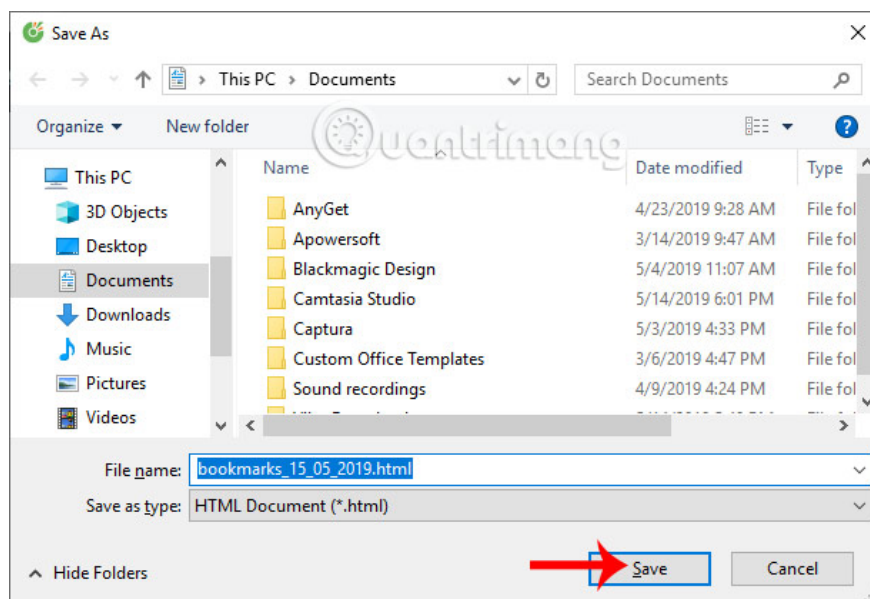 Save As
This PC > Documents
Search Documents
Organize
New folder
Quantrimang
Name
Date modified
Type
This PC
3D Objects
Desktop
Documents
Downloads
Music
Pictures
Videos
AnyGet 4/23/2019 9:28 AM File fol
Apowersoft 3/14/2019 9:47 AM File fol
Blackmagic Design 5/4/2019 11:07 AM File fol
Camtasia Studio 5/14/2019 6:01 PM File fol
Captura 5/3/2019 4:33 PM File fol
Custom Office Templates 3/6/2019 4:47 PM File fol
Sound recordings 4/9/2019 4:24 PM File fol
File name: bookmarks_15_05_2019.html
Save as type: HTML Document (*.html)
Hide Folders
Save
Cancel